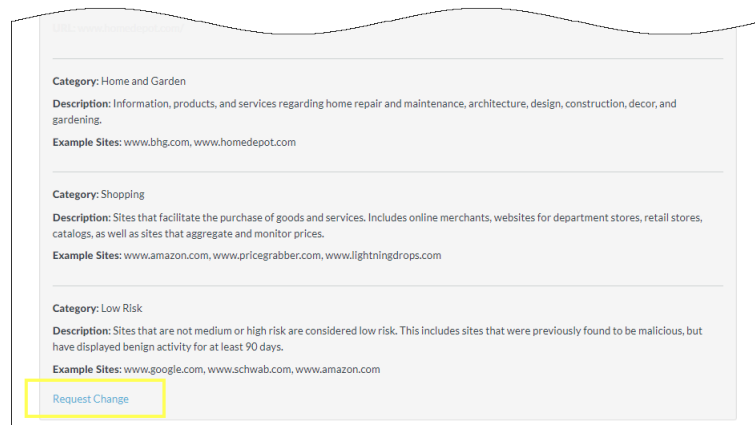 Category: Home and Garden
Description: Information, products, and services regarding home repair and maintenance, architecture, design, construction, decor, and
gardening.
Example Sites: www.bhg.com, www.homedepot.com
Category: Shopping
Description: Sites that facilitate the purchase of goods and services. Includes online merchants, websites for department stores, retail stores,
catalogs, as well as sites that aggregate and monitor prices.
Example Sites: www.amazon.com, www.pricegrabber.com, www.lightningdrops.com
Category: Low Risk
Description: Sites that are not medium or high risk are considered low risk. This includes sites that were previously found to be malicious, but
have displayed benign activity for at least 90 days.
Example Sites: www.google.com, www.schwab.com, www.amazon.com
Request Change